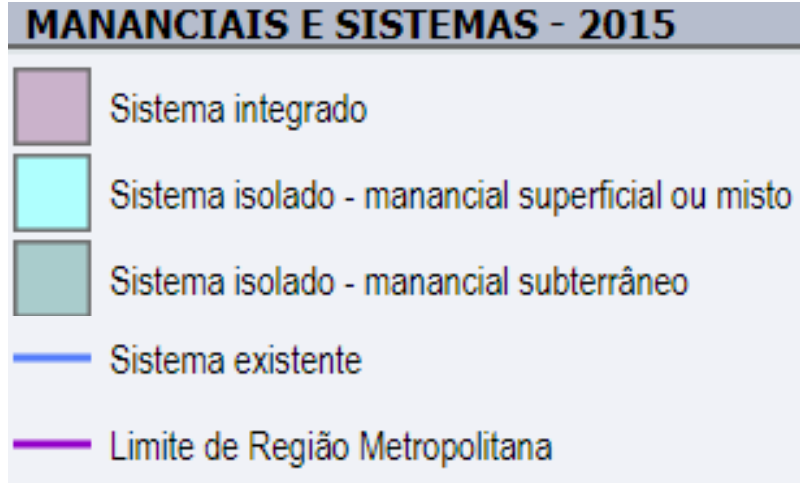 MANANCIAIS E SISTEMAS - 2015
Sistema integrado
Sistema isolado - manancial superficial ou misto
Sistema isolado - manancial subterrâneo
Sistema existente
Limite de Região Metropolitana